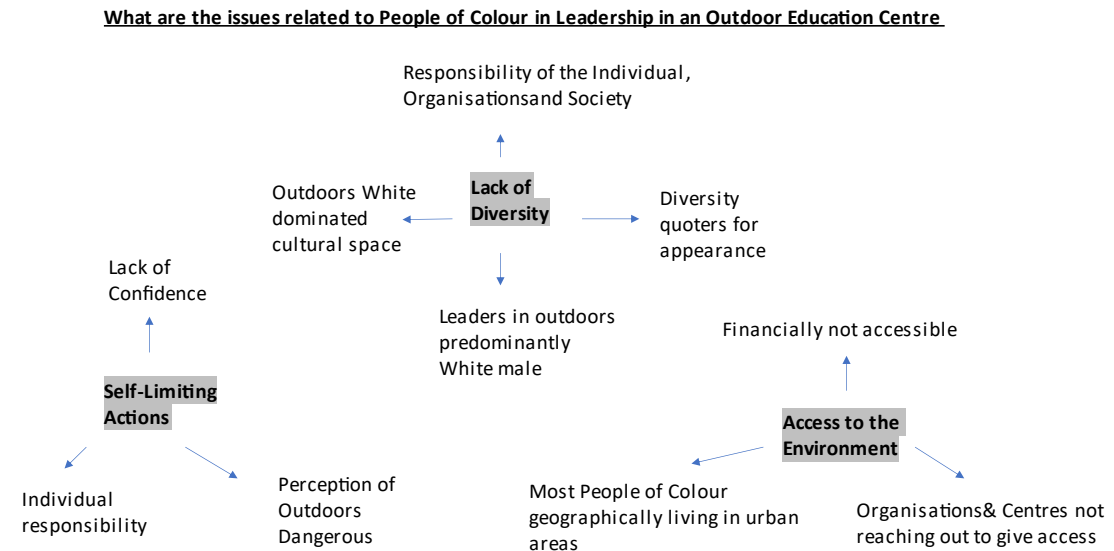 What are the issues related to People of Colour in Leadership in an Outdoor Education Centre
Responsibility of the Individual,
Organisationsand Society
Outdoors White
dominated
cultural space
Lack of
Diversity
Diversity
quoters for
appearance
Leaders in outdoors
predominantly
White male
Lack of
Confidence
Self-Limiting
Actions
Individual
responsibility
Perception of
Outdoors
Dangerous
Financially not accessible
Access to the
Environment
Most People of Colour
geographically living in urban
areas
Organisations& Centres not
reaching out to give access